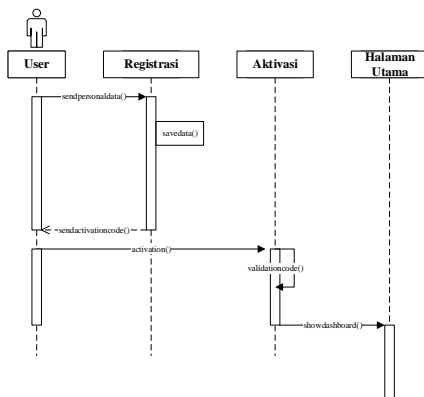 User
Registrasi
Aktivasi
Halaman
Utama
sendpersonaldata()
savedata()
sendactivationcode()
activation()
validationcode()
showdashboard()